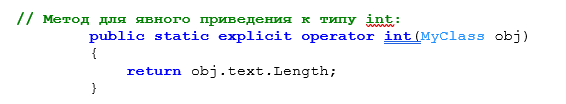 // Метод для явного приведения к типу int:
public static explicit operator int(MyClass obj)
{
return obj.text.Length;
}